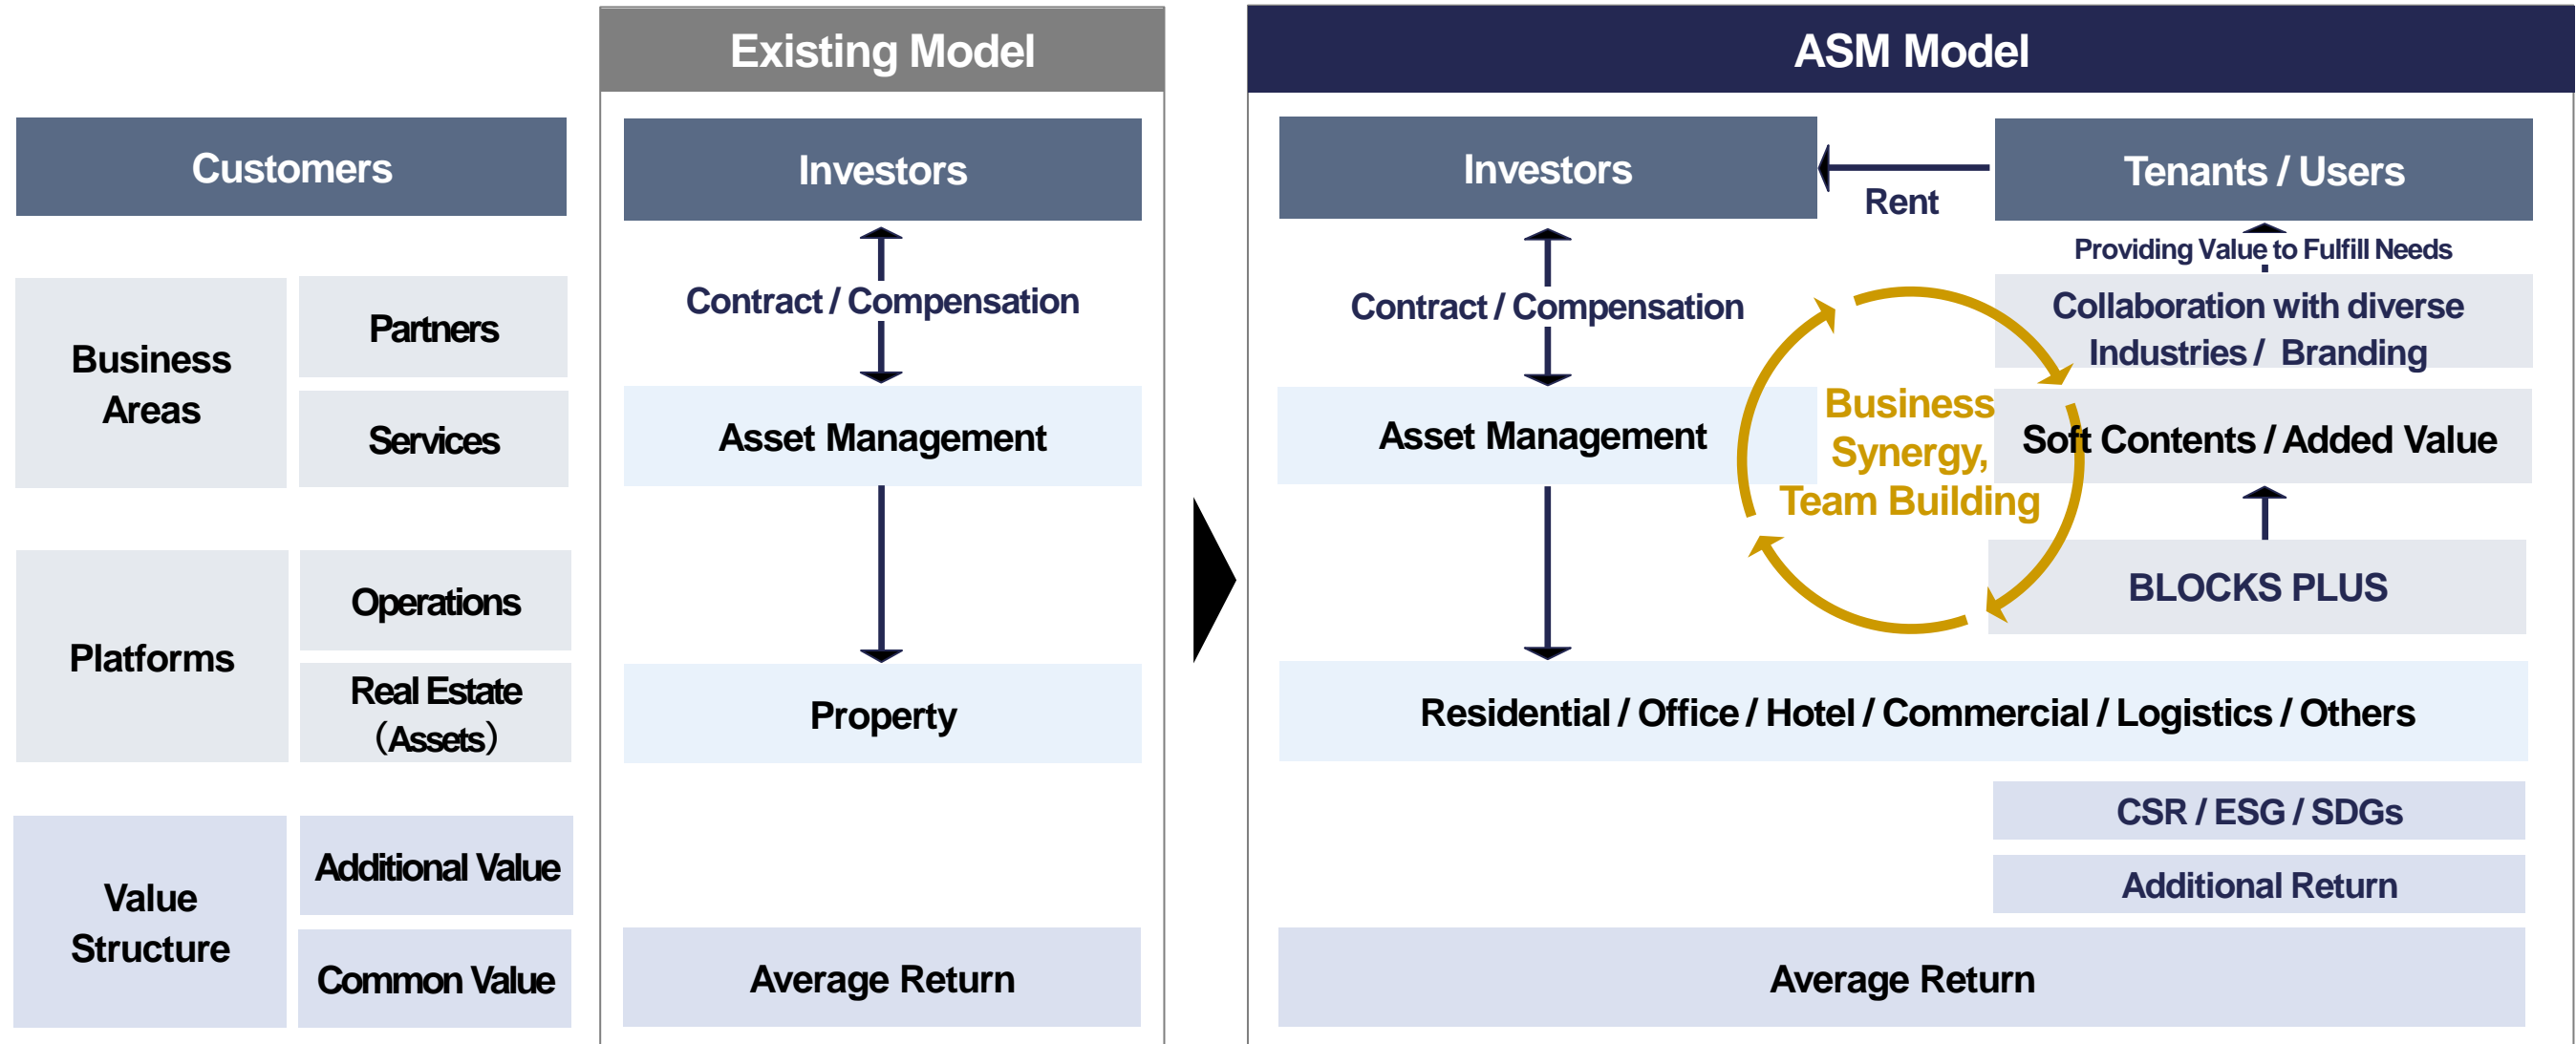 Existing Model
ASM Model
Customers
Investors
Investors
Tenants / Users
Rent
Providing Value to Fulfill Needs
Business
Areas
Partners
Services
Contract / Compensation
Contract / Compensation
Collaboration with diverse
Industries / Branding
Asset Management
Asset Management
Business
Synergy,
Team Building
Soft Contents / Added Value
Platforms
Operations
Real Estate
（Assets）
BLOCKS PLUS
Property
Residential / Office / Hotel / Commercial / Logistics / Others
Value
Structure
Additional Value
Common Value
CSR / ESG / SDGs
Additional Return
Average Return
Average Return